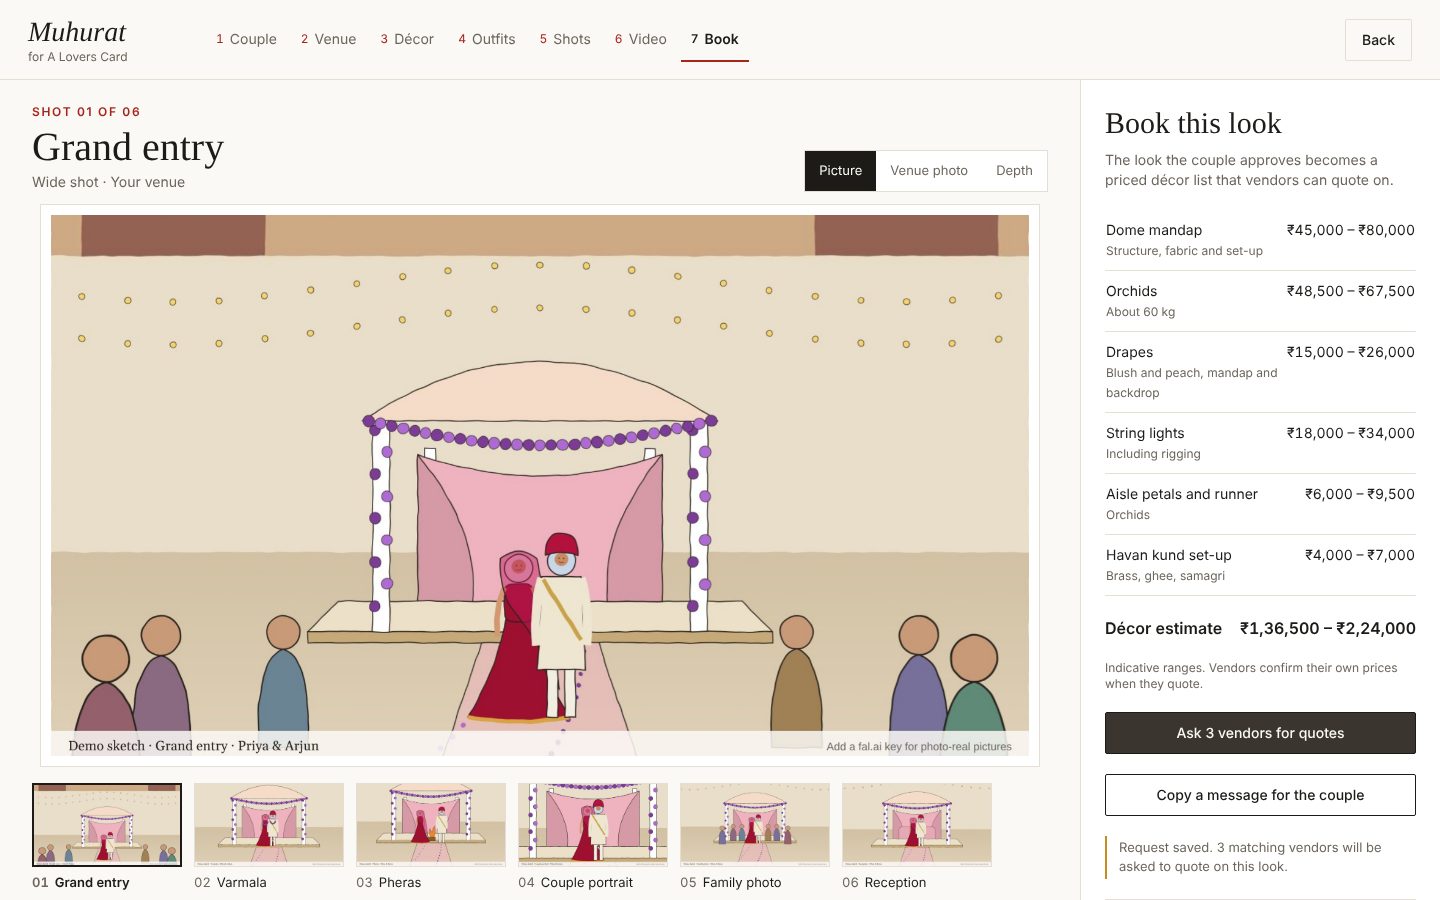 Muhurat
for A Lovers Card
1 Couple
2 Venue
3 Décor
4 Outfits
5 Shots
6 Video
7 Book
Back
SHOT 01 OF 06
Grand entry
Wide shot · Your venue
Picture
Venue photo
Depth
Demo sketch · Grand entry · Priya & Arjun
Add a fal.ai key for photo-real pictures
01 Grand entry
02 Varmala
03 Pheras
04 Couple portrait
05 Family photo
06 Reception
Book this look
The look the couple approves becomes a
priced décor list that vendors can quote on.
Dome mandap ₹45,000 – ₹80,000
Structure, fabric and set-up
Orchids ₹48,500 – ₹67,500
About 60 kg
Drapes ₹15,000 – ₹26,000
Blush and peach, mandap and
backdrop
String lights ₹18,000 – ₹34,000
Including rigging
Aisle petals and runner ₹6,000 – ₹9,500
Orchids
Havan kund set-up ₹4,000 – ₹7,000
Brass, ghee, samagri
Décor estimate ₹1,36,500 – ₹2,24,000
Indicative ranges. Vendors confirm their own prices
when they quote.
Ask 3 vendors for quotes
Copy a message for the couple
Request saved. 3 matching vendors will be
asked to quote on this look.